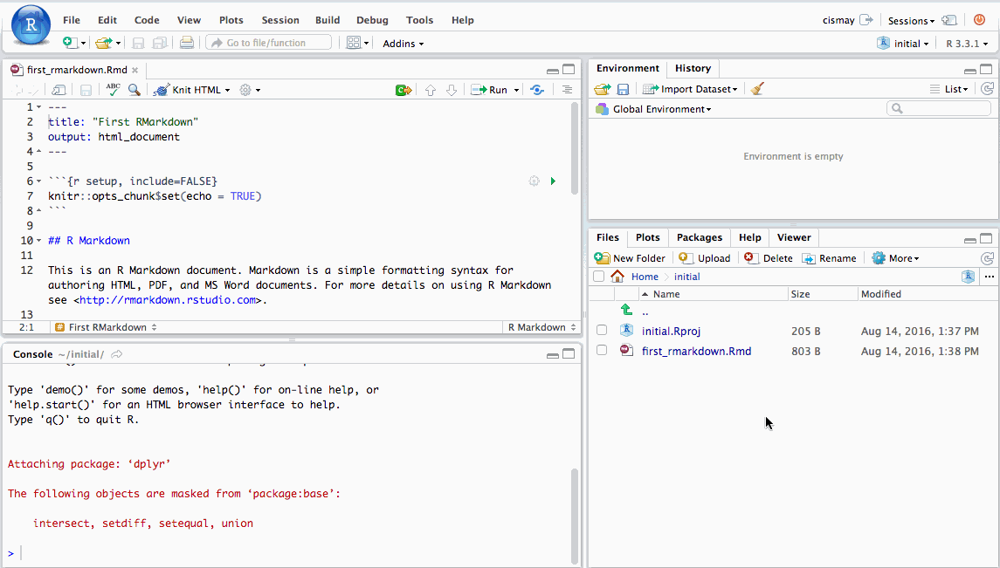 File Edit Code View Plots Session Build Debug Tools Help
cismay Sessions
Go to file/function Addins
initial R 3.3.1
first_rmarkdown.Rmd
ABC Knit HTML Run
1 ---
2 title: "First RMarkdown"
3 output: html_document
4 ---
5
6 ```{r setup, include=FALSE}
7 knitr::opts_chunk$set(echo = TRUE)
8 ```
9
10 ## R Markdown
11
12 This is an R Markdown document. Markdown is a simple formatting syntax for
authoring HTML, PDF, and MS Word documents. For more details on using R Markdown
see <http://rmarkdown.rstudio.com>.
13
2:1 First RMarkdown R Markdown
Console ~/initial/
Type 'demo()' for some demos, 'help()' for on-line help, or
'help.start()' for an HTML browser interface to help.
Type 'q()' to quit R.
Attaching package: ‘dplyr’
The following objects are masked from ‘package:base’:
intersect, setdiff, setequal, union
>
Environment History
Import Dataset List
Global Environment
Environment is empty
Files Plots Packages Help Viewer
New Folder Upload Delete Rename More
Home initial
Name Size Modified
..
initial.Rproj 205 B Aug 14, 2016, 1:37 PM
first_rmarkdown.Rmd 803 B Aug 14, 2016, 1:38 PM